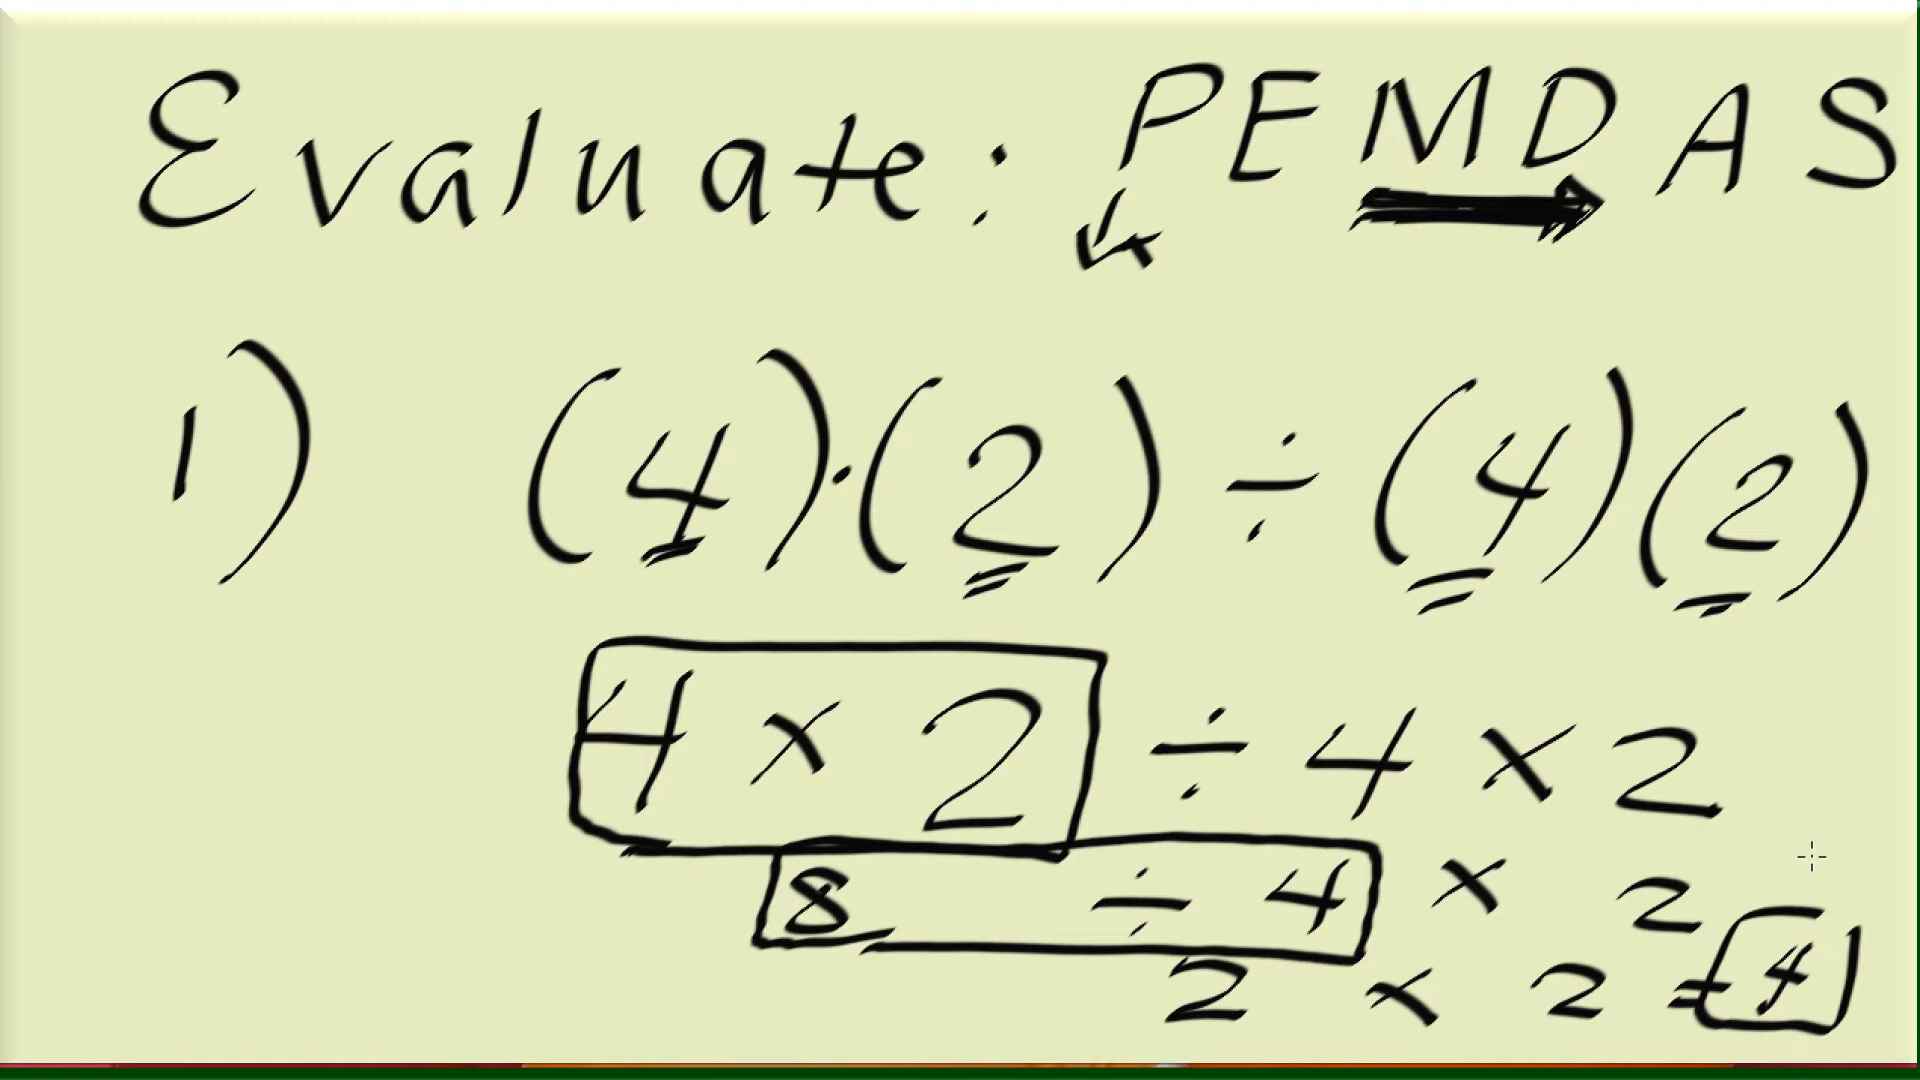 Evaluate: PEMDAS
1) (4)·(2) ÷ (4)(2)
4 × 2 ÷ 4 × 2
8 ÷ 4 × 2
2 × 2 = 4